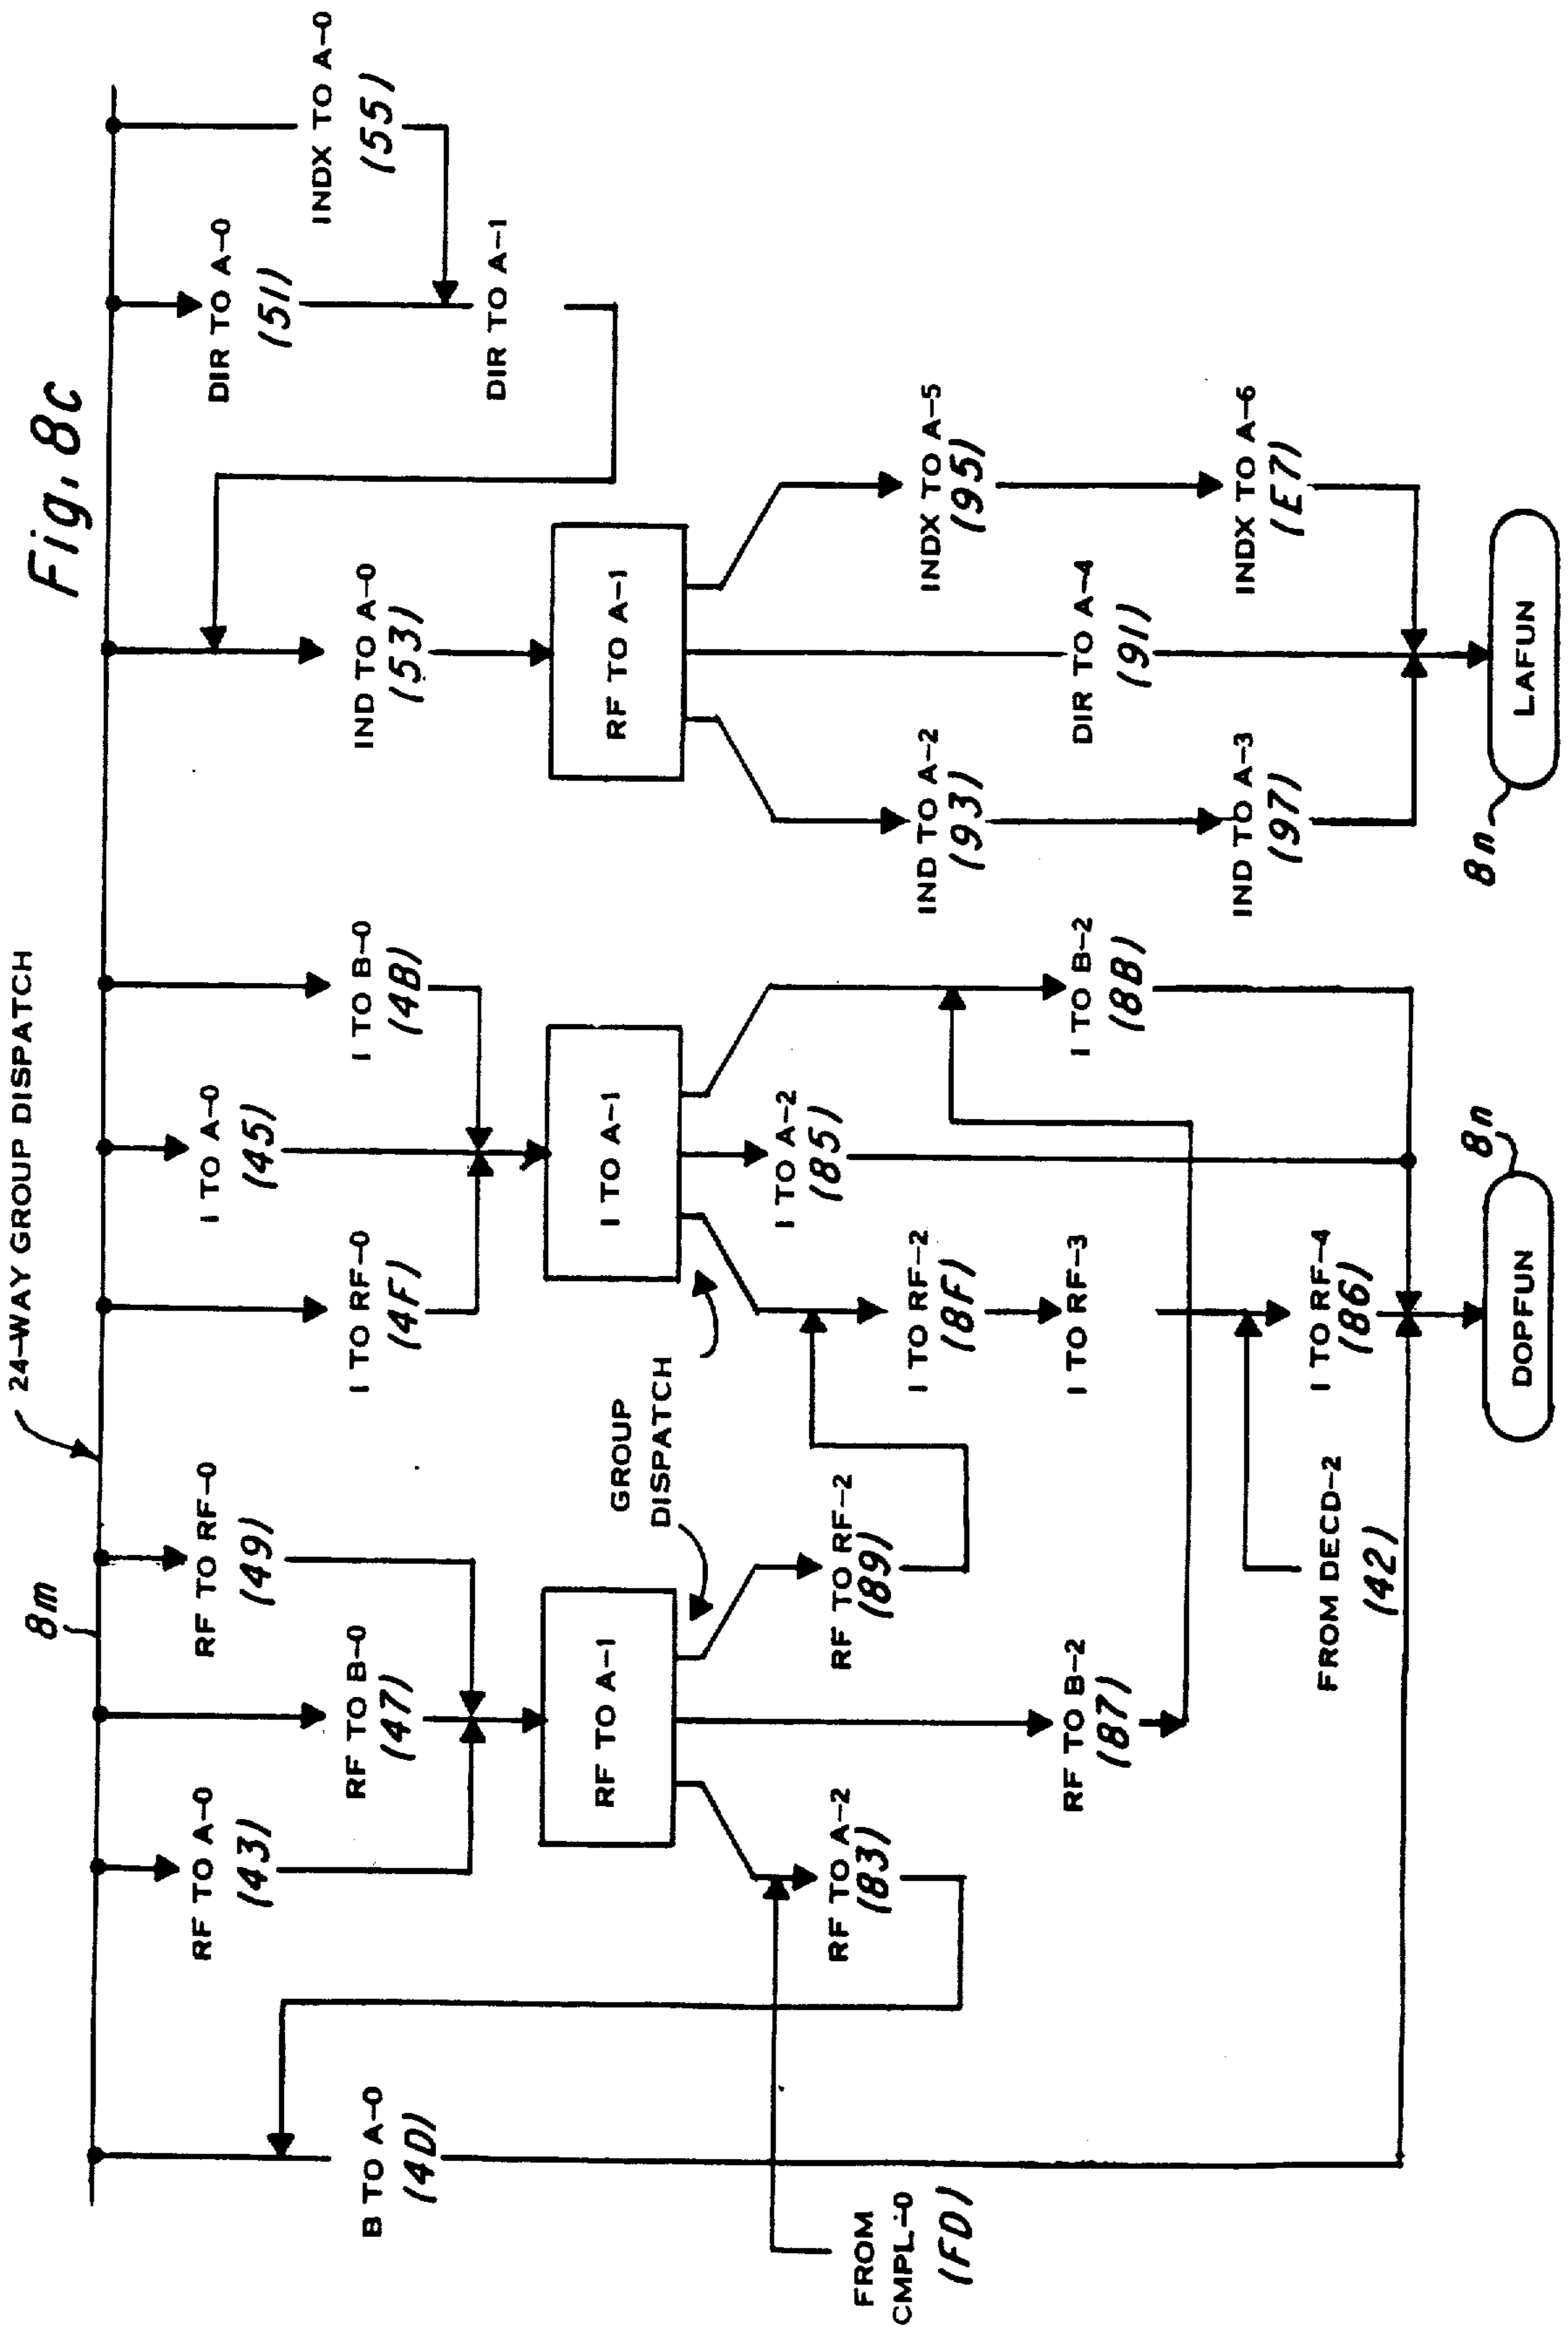 Fig. 8c
24-WAY GROUP DISPATCH
8m
B TO A-0
(4D)
RF TO A-0
(43)
RF TO B-0
(47)
RF TO RF-0
(49)
I TO RF-0
(4F)
I TO A-0
(45)
I TO B-0
(4B)
IND TO A-0
(53)
DIR TO A-0
(51)
INDX TO A-0
(55)
DIR TO A-1
RF TO A-1
GROUP
DISPATCH
I TO A-1
RF TO A-1
FROM
CMPL-0
(FD)
RF TO A-2
(83)
RF TO B-2
(87)
RF TO RF-2
(89)
I TO RF-2
(8F)
I TO RF-3
I TO A-2
(85)
I TO B-2
(8B)
IND TO A-2
(93)
IND TO A-3
(97)
DIR TO A-4
(91)
INDX TO A-5
(95)
INDX TO A-6
(E7)
FROM DECD-2
(42)
I TO RF-4
(86)
DOPFUN
8n
LAFUN
8n